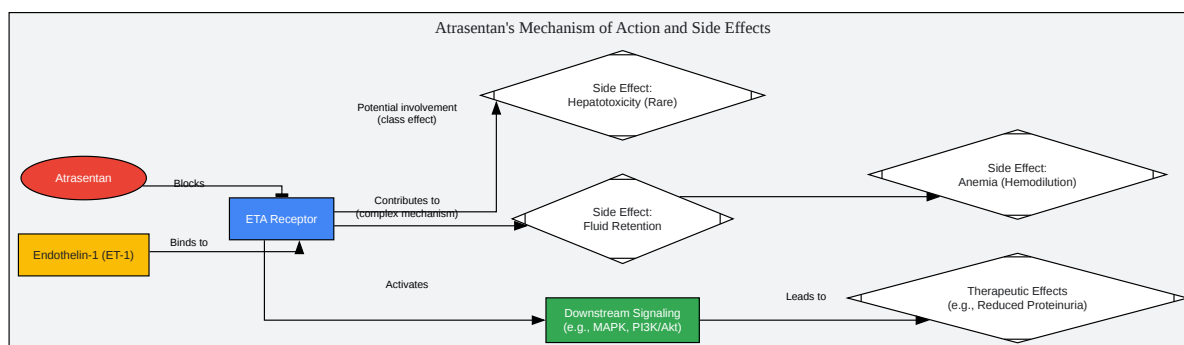 Atrasentan's Mechanism of Action and Side Effects
Side Effect:
Hepatotoxicity (Rare)
Potential involvement
(class effect)
Atrasentan
Blocks
Side Effect:
Anemia (Hemodilution)
Contributes to
(complex mechanism)
ETA Receptor
Side Effect:
Fluid Retention
Endothelin-1 (ET-1)
Binds to
Activates
Downstream Signaling
(e.g., MAPK, PI3K/Akt)
Leads to
Therapeutic Effects
(e.g., Reduced Proteinuria)